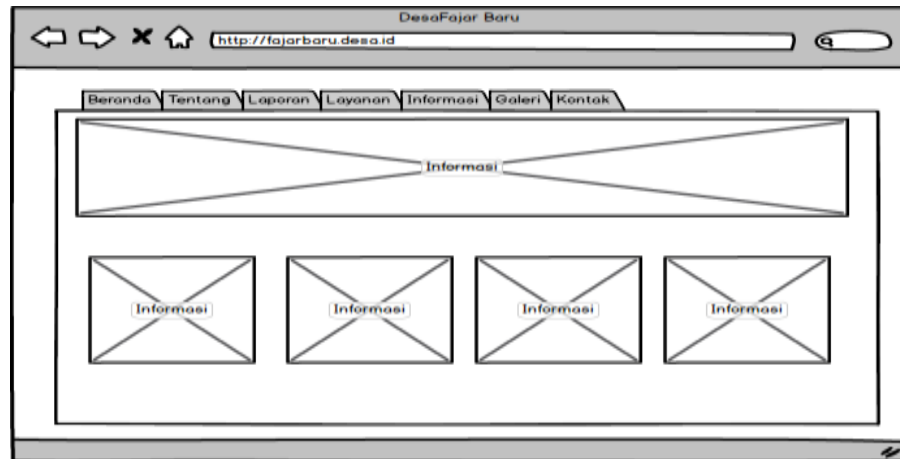 DesaFajar Baru
http://fajarbaru.desa.id
Beranda Tentang Laporan Layanan Informasi Galeri Kontak
Informasi
Informasi Informasi Informasi Informasi